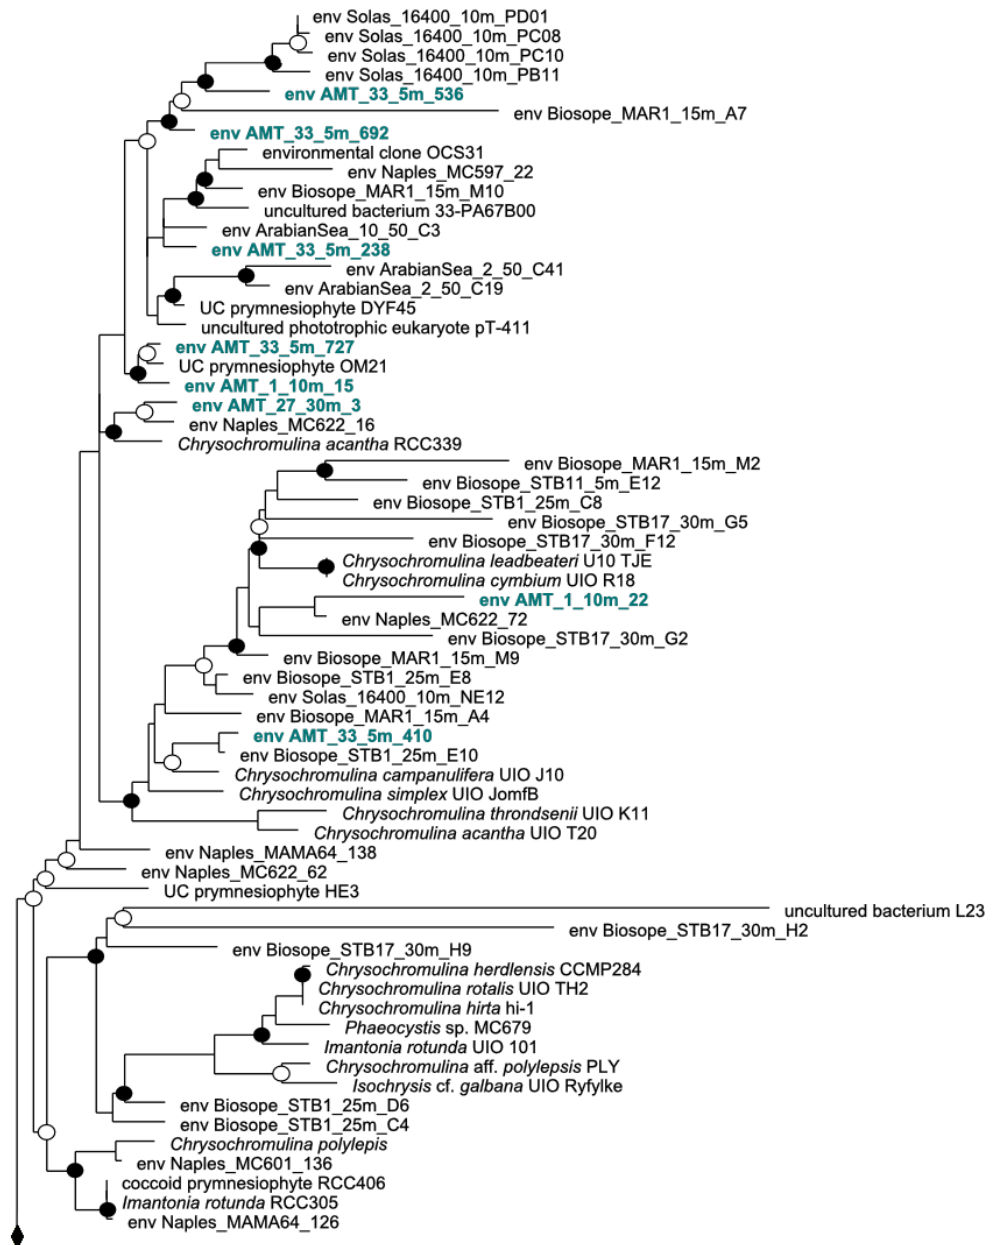 env Solas_16400_10m_PD01
env Solas_16400_10m_PC08
env Solas_16400_10m_PC10
env Solas_16400_10m_PB11
env AMT_33_5m_536
env Biosope_MAR1_15m_A7
env AMT_33_5m_692
environmental clone OCS31
env Naples_MC597_22
env Biosope_MAR1_15m_M10
uncultured bacterium 33-PA67B00
env ArabianSea_10_50_C3
env AMT_33_5m_238
env ArabianSea_2_50_C41
env ArabianSea_2_50_C19
UC prymnesiophyte DYF45
uncultured phototrophic eukaryote pT-411
env AMT_33_5m_727
UC prymnesiophyte OM21
env AMT_1_10m_15
env AMT_27_30m_3
env Naples_MC622_16
Chrysochromulina acantha RCC339
env Biosope_MAR1_15m_M2
env Biosope_STB11_5m_E12
env Biosope_STB1_25m_C8
env Biosope_STB17_30m_G5
env Biosope_STB17_30m_F12
Chrysochromulina leadbeateri U10 TJE
Chrysochromulina cymbium UIO R18
env AMT_1_10m_22
env Naples_MC622_72
env Biosope_STB17_30m_G2
env Biosope_MAR1_15m_M9
env Biosope_STB1_25m_E8
env Solas_16400_10m_NE12
env Biosope_MAR1_15m_A4
env AMT_33_5m_410
env Biosope_STB1_25m_E10
Chrysochromulina campanulifera UIO J10
Chrysochromulina simplex UIO JomfB
Chrysochromulina throndsenii UIO K11
Chrysochromulina acantha UIO T20
env Naples_MAMA64_138
env Naples_MC622_62
UC prymnesiophyte HE3
uncultured bacterium L23
env Biosope_STB17_30m_H2
env Biosope_STB17_30m_H9
Chrysochromulina herdlensis CCMP284
Chrysochromulina rotalis UIO TH2
Chrysochromulina hirta hi-1
Phaeocystis sp. MC679
Imantonia rotunda UIO 101
Chrysochromulina aff. polylepsis PLY
Isochrysis cf. galbana UIO Ryfylke
env Biosope_STB1_25m_D6
env Biosope_STB1_25m_C4
Chrysochromulina polylepis
env Naples_MC601_136
coccoid prymnesiophyte RCC406
Imantonia rotunda RCC305
env Naples_MAMA64_126